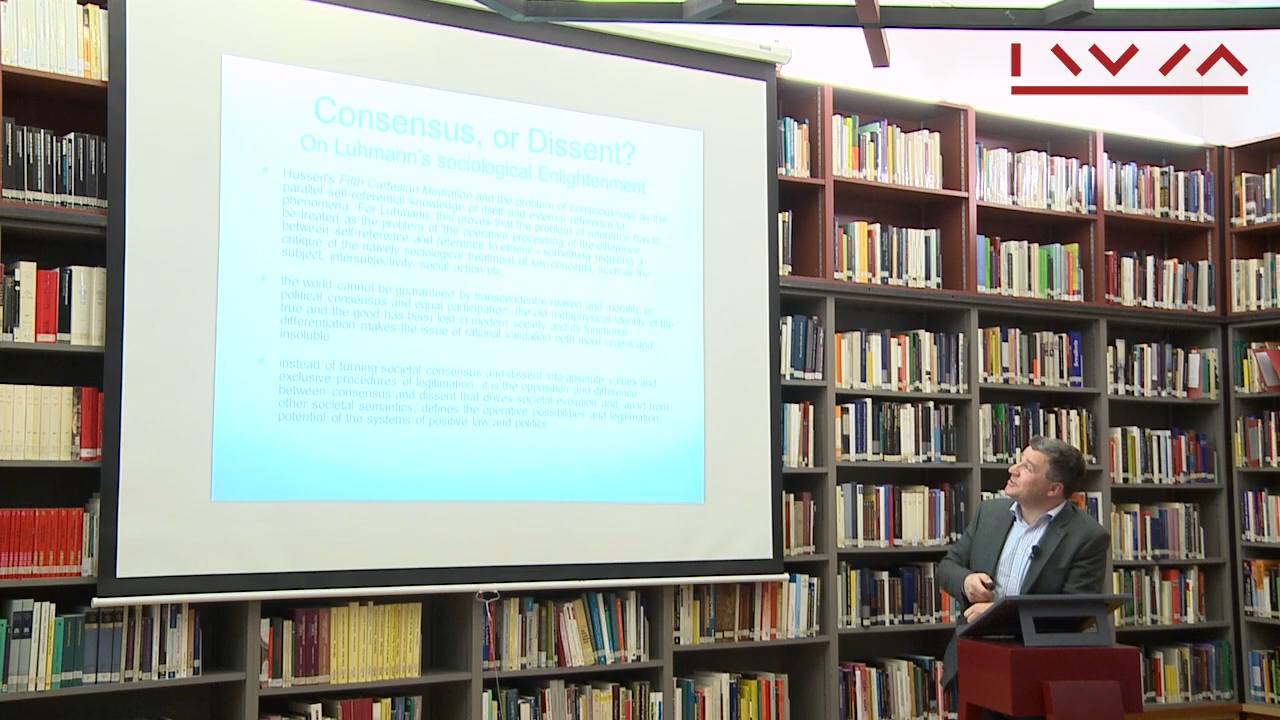 Consensus, or Dissent?
On Luhmann's sociological Enlightenment
Husserl's Fifth Cartesian Mediation and the problem of consciousness as the
parallel self-referential knowledge of itself and external reference to
phenomena. For Luhmann, this proves that the problem of reference has to
be treated as the problem of 'the operative processing of the difference
between self-reference and reference to others' - something requiring a
critique of the naively sociological treatment of key concepts, such as the
subject, intersubjectivity, social action etc.
the world cannot be guaranteed by transcendental reason and morality or
political consensus and equal participation; the old metaphysical identity of the
true and the good has been lost in modern society and its functional
differentiation makes the issue of rational validation both more urgent and
insoluble
instead of turning societal consensus and dissent into absolute values and
exclusive procedures of legitimation, it is the opposition and difference
between consensus and dissent that drives societal evolution and, apart from
other societal semantics, defines the operative possibilities and legitimation
potential of the systems of positive law and politics.